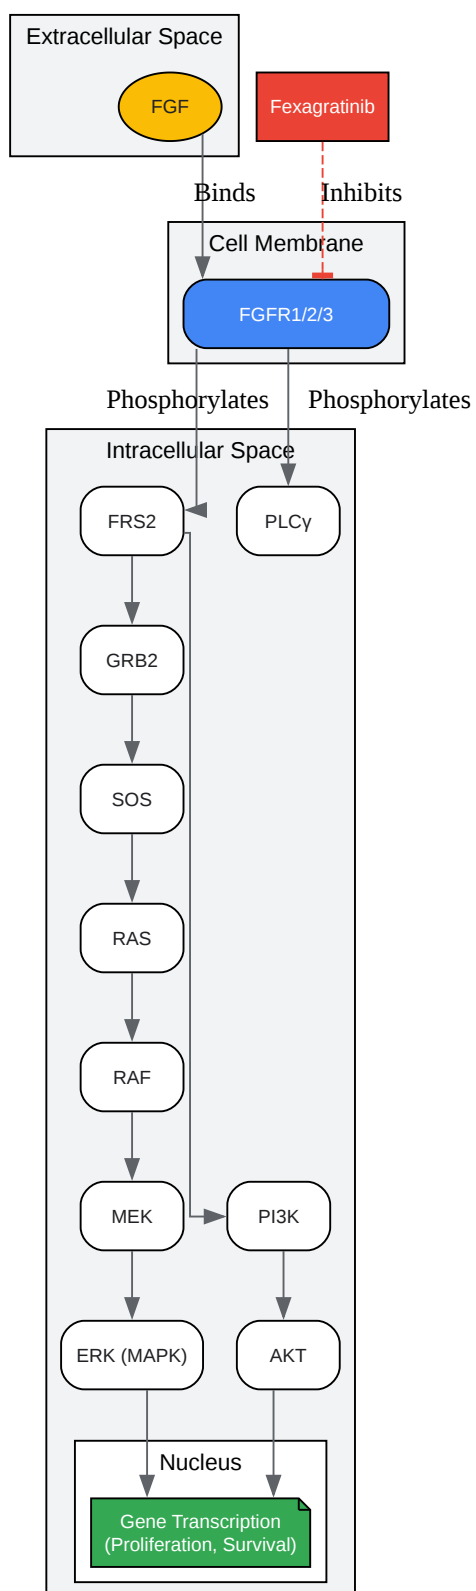 Extracellular Space
FGF
Fexagratinib
Binds
Inhibits
Cell Membrane
FGFR1/2/3
Phosphorylates
Phosphorylates
Intracellular Space
FRS2
PLCγ
GRB2
SOS
RAS
RAF
MEK
PI3K
ERK (MAPK)
AKT
Nucleus
Gene Transcription
(Proliferation, Survival)